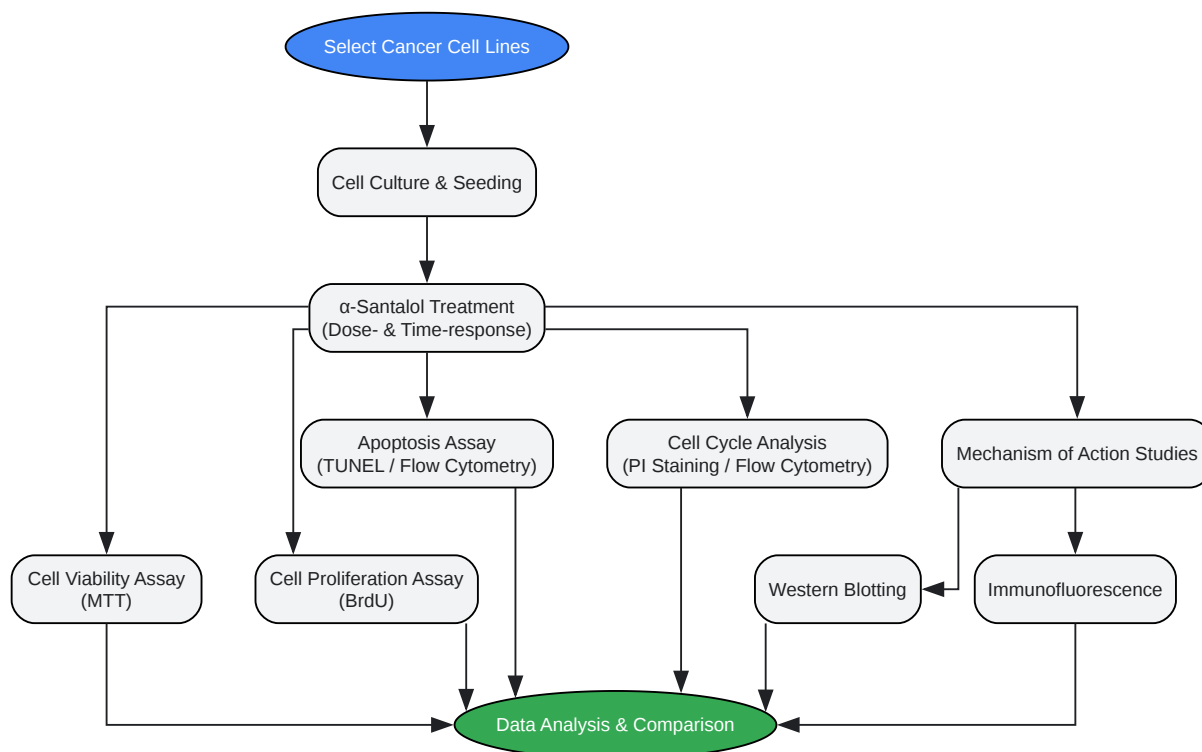 Select Cancer Cell Lines
Cell Culture & Seeding
α-Santalol Treatment
(Dose- & Time-response)
Apoptosis Assay
(TUNEL / Flow Cytometry)
Cell Cycle Analysis
(PI Staining / Flow Cytometry)
Mechanism of Action Studies
Cell Viability Assay
(MTT)
Cell Proliferation Assay
(BrdU)
Western Blotting
Immunofluorescence
Data Analysis & Comparison